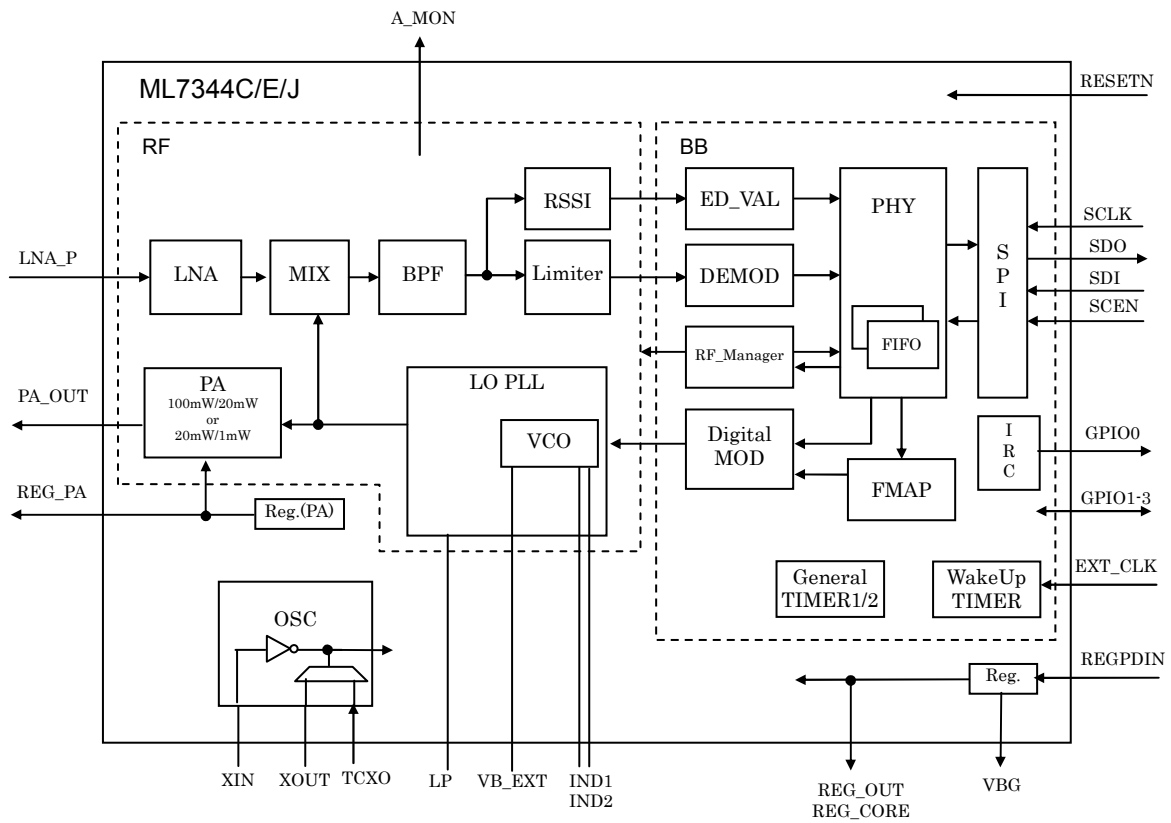 A_MON
ML7344C/E/J
RESETN
RF
BB
RSSI
ED_VAL
PHY
SCLK
LNA_P
LNA
MIX
BPF
Limiter
DEMOD
S
P
I
SDO
SDI
SCEN
FIFO
RF_Manager
PA_OUT
PA
100mW/20mW
or
20mW/1mW
LO PLL
VCO
Digital
MOD
FMAP
I
R
C
GPIO0
REG_PA
Reg.(PA)
GPIO1-3
General
TIMER1/2
WakeUp
TIMER
EXT_CLK
OSC
Reg.
REGPDIN
XIN
XOUT
TCXO
LP
VB_EXT
IND1
IND2
REG_OUT
REG_CORE
VBG